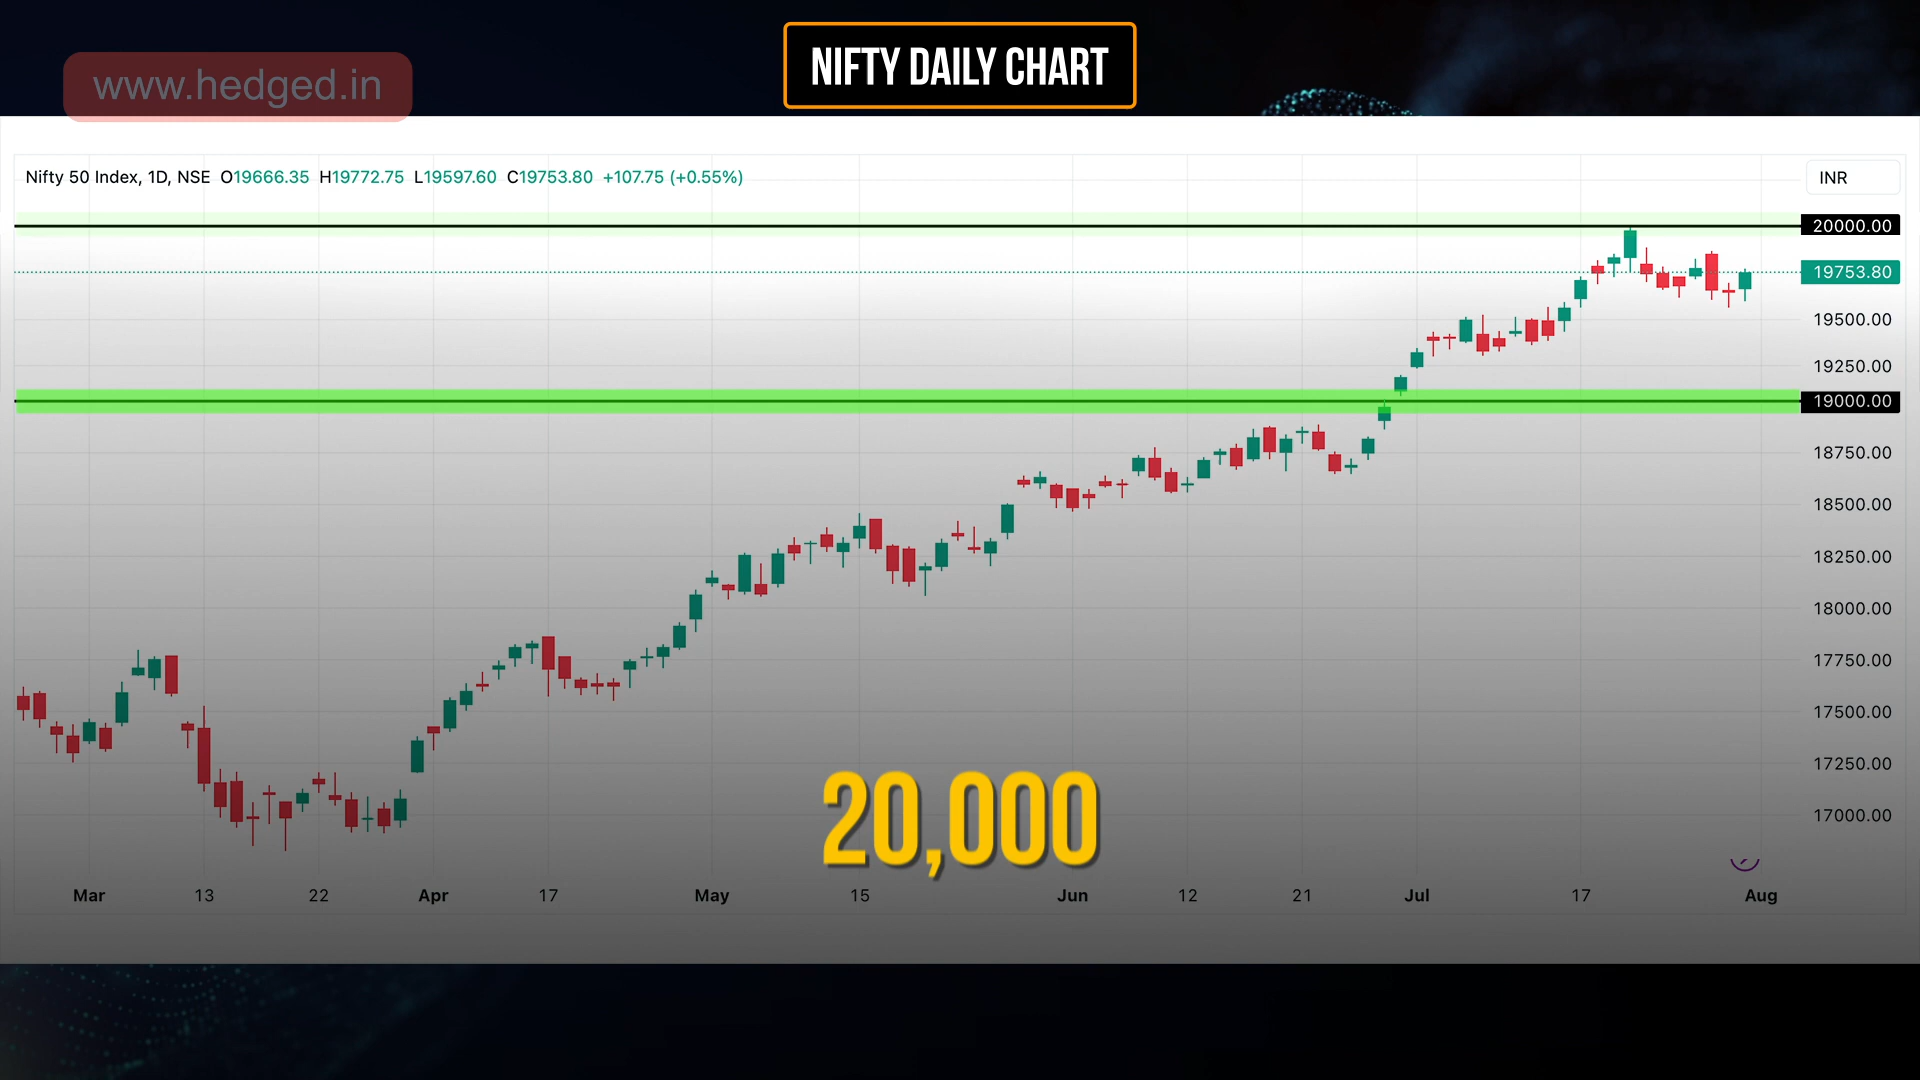 NIFTY DAILY CHART
www.hedged.in
Nifty 50 Index, 1D, NSE O19666.35 H19772.75 L19597.60 C19753.80 +107.75 (+0.55%)
INR
20000.00
19753.80
19500.00
19250.00
19000.00
18750.00
18500.00
18250.00
18000.00
17750.00
17500.00
17250.00
17000.00
20,000
Mar 13 22 Apr 17 May 15 Jun 12 21 Jul 17 Aug